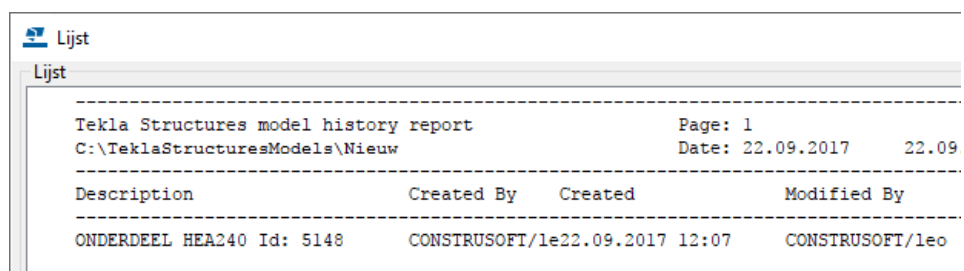 Lijst
Lijst
Tekla Structures model history report Page: 1
C:\TeklaStructuresModels\Nieuw Date: 22.09.2017 22.09.
Description Created By Created Modified By
ONDERDEEL HEA240 Id: 5148 CONSTRUSOFT/le22.09.2017 12:07 CONSTRUSOFT/leo